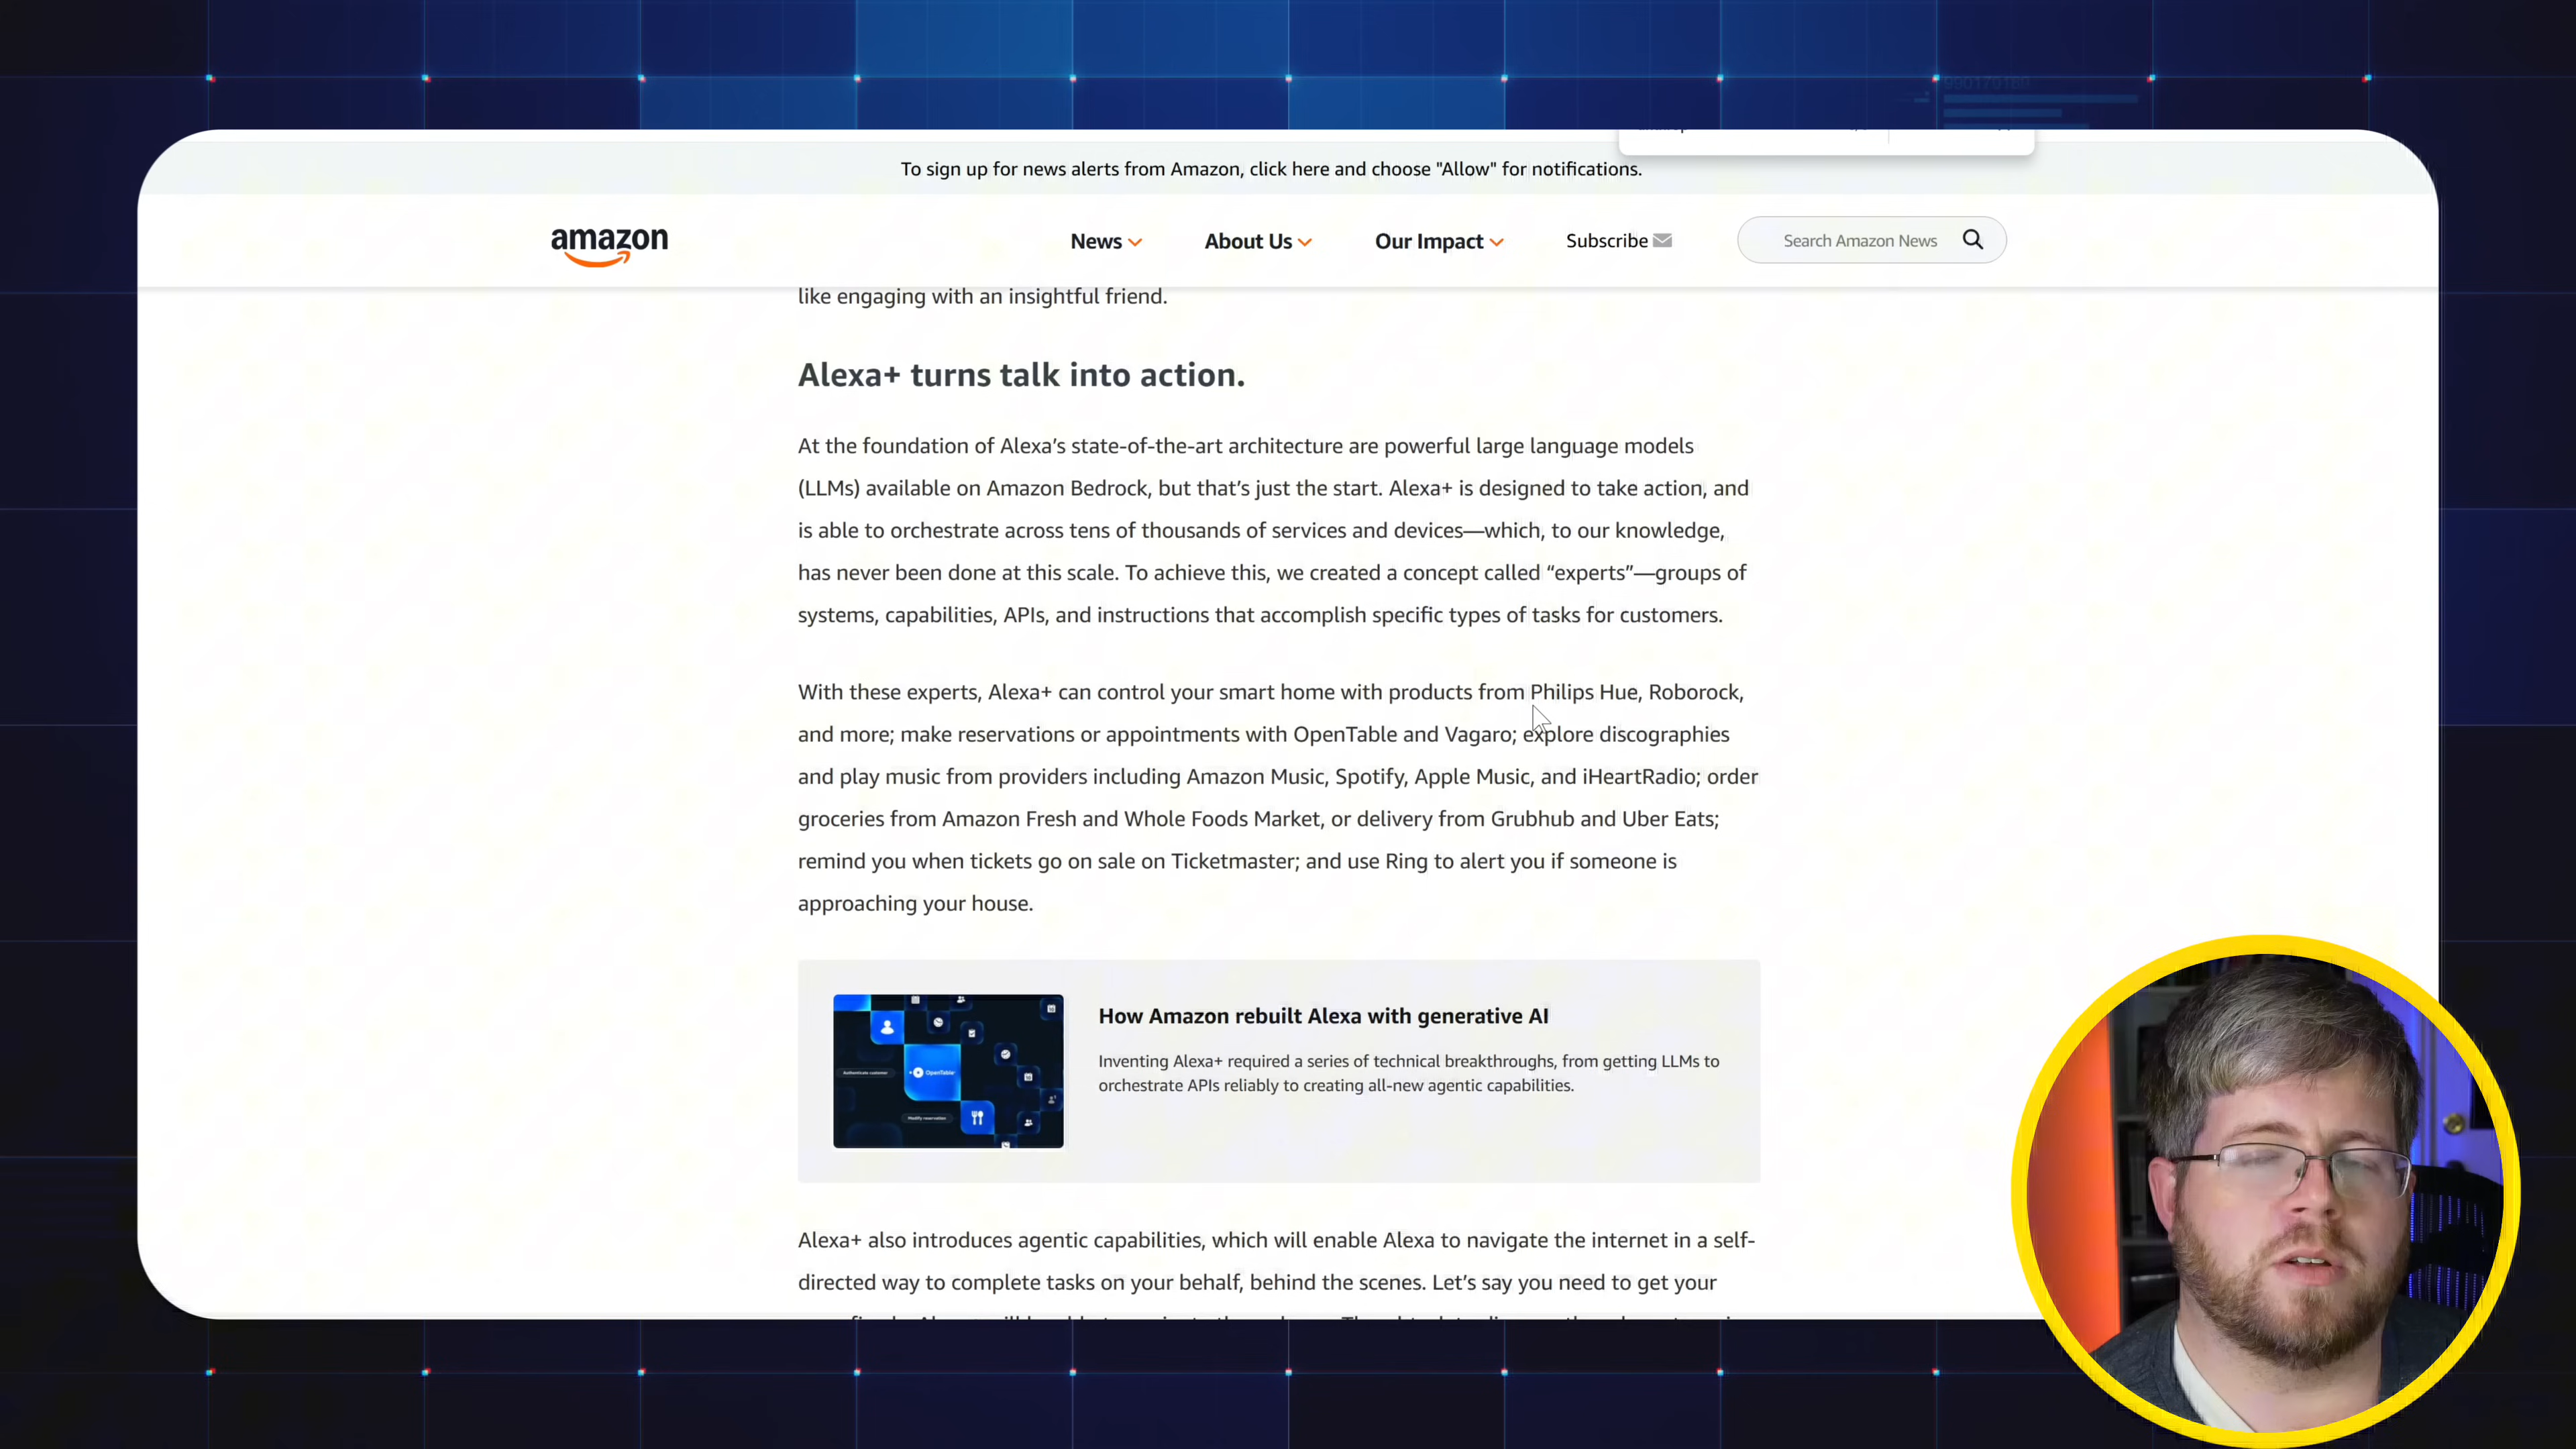 To sign up for news alerts from Amazon, click here and choose "Allow" for notifications.
amazon
News
About Us
Our Impact
Subscribe
Search Amazon News
like engaging with an insightful friend.
Alexa+ turns talk into action.
At the foundation of Alexa’s state-of-the-art architecture are powerful large language models
(LLMs) available on Amazon Bedrock, but that’s just the start. Alexa+ is designed to take action, and
is able to orchestrate across tens of thousands of services and devices—which, to our knowledge,
has never been done at this scale. To achieve this, we created a concept called “experts”—groups of
systems, capabilities, APIs, and instructions that accomplish specific types of tasks for customers.
With these experts, Alexa+ can control your smart home with products from Philips Hue, Roborock,
and more; make reservations or appointments with OpenTable and Vagaro; explore discographies
and play music from providers including Amazon Music, Spotify, Apple Music, and iHeartRadio; order
groceries from Amazon Fresh and Whole Foods Market, or delivery from Grubhub and Uber Eats;
remind you when tickets go on sale on Ticketmaster; and use Ring to alert you if someone is
approaching your house.
Authenticate customer
OpenTable
Modify reservation
How Amazon rebuilt Alexa with generative AI
Inventing Alexa+ required a series of technical breakthroughs, from getting LLMs to
orchestrate APIs reliably to creating all-new agentic capabilities.
Alexa+ also introduces agentic capabilities, which will enable Alexa to navigate the internet in a self-
directed way to complete tasks on your behalf, behind the scenes. Let’s say you need to get your